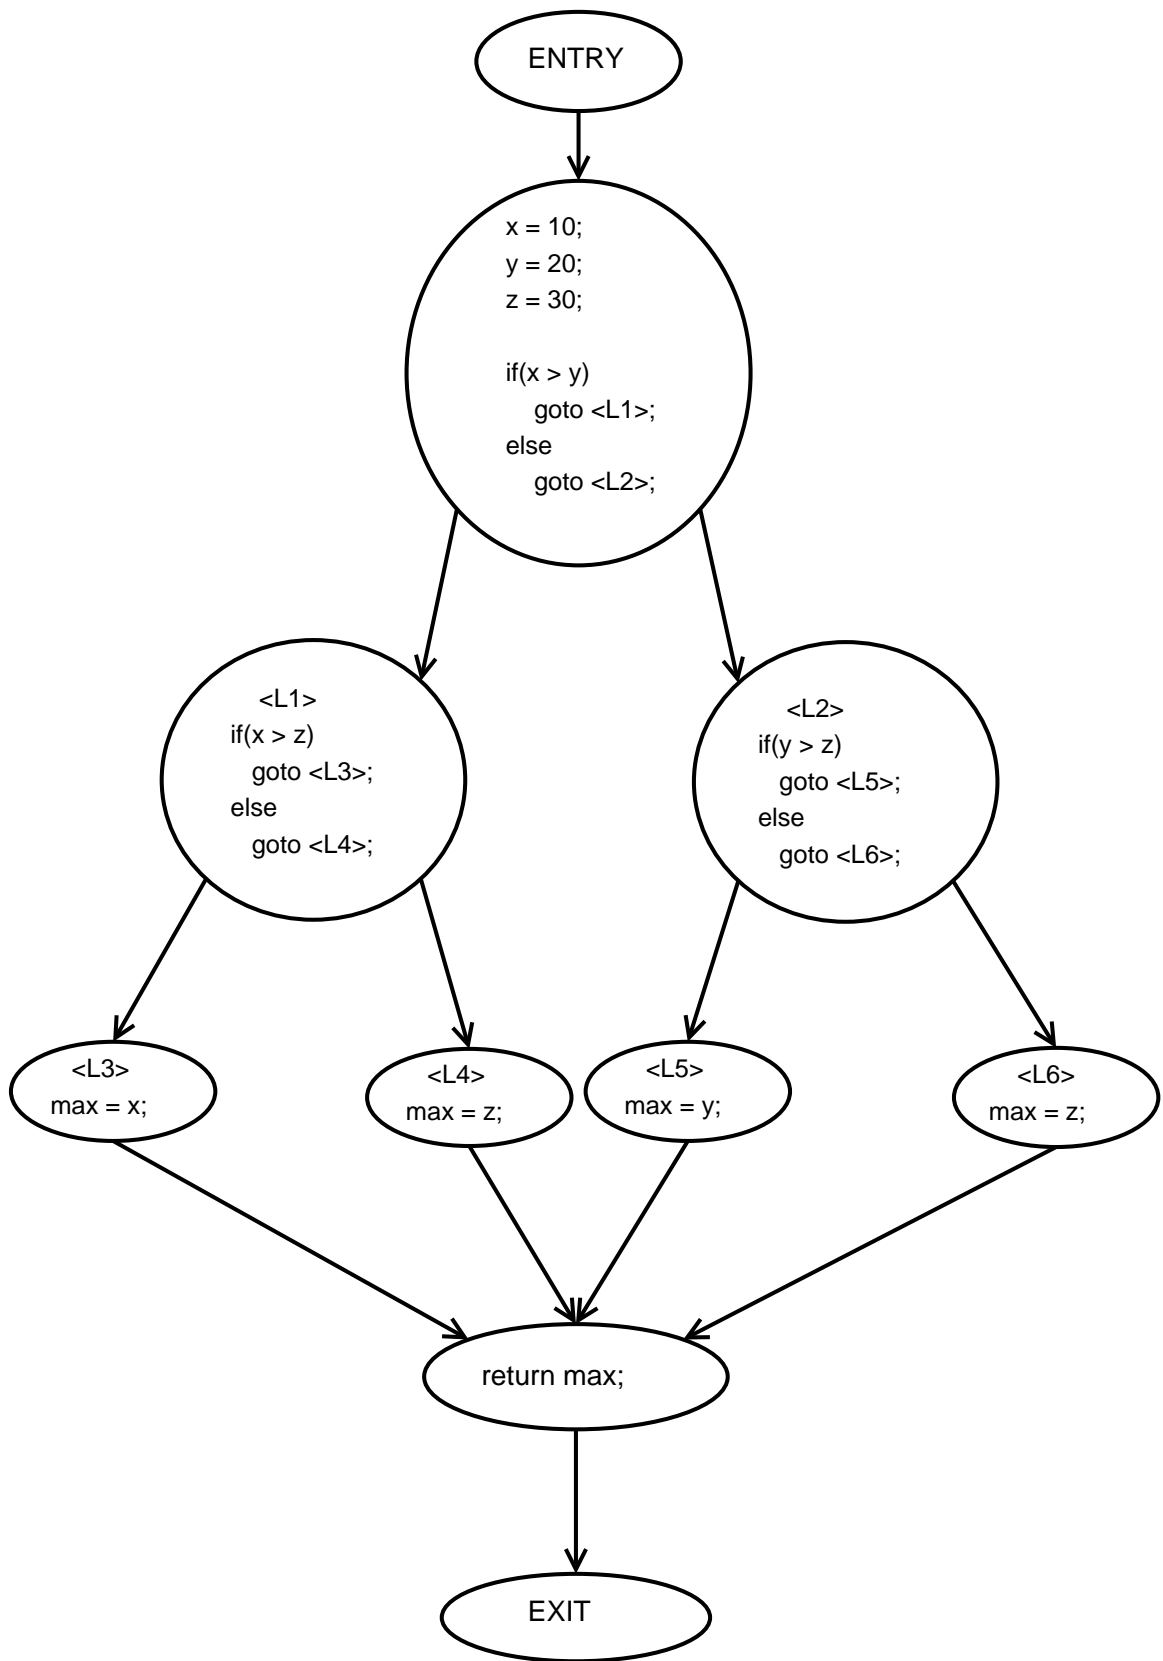 ENTRY
x = 10;
y = 20;
z = 30;
if(x > y)
goto <L1>;
else
goto <L2>;
<L1>
if(x > z)
goto <L3>;
else
goto <L4>;
<L2>
if(y > z)
goto <L5>;
else
goto <L6>;
<L3>
max = x;
<L4>
max = z;
<L5>
max = y;
<L6>
max = z;
return max;
EXIT